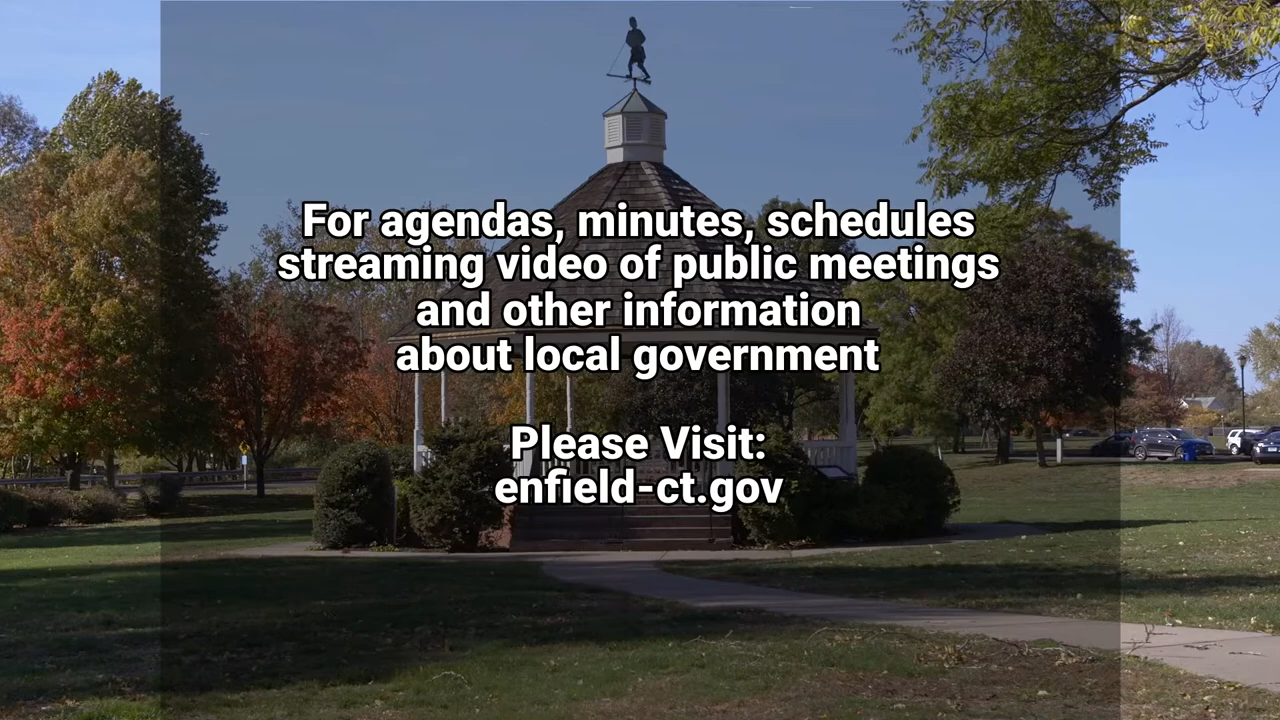 For agendas, minutes, schedules
streaming video of public meetings
and other information
about local government
Please Visit:
enfield-ct.gov